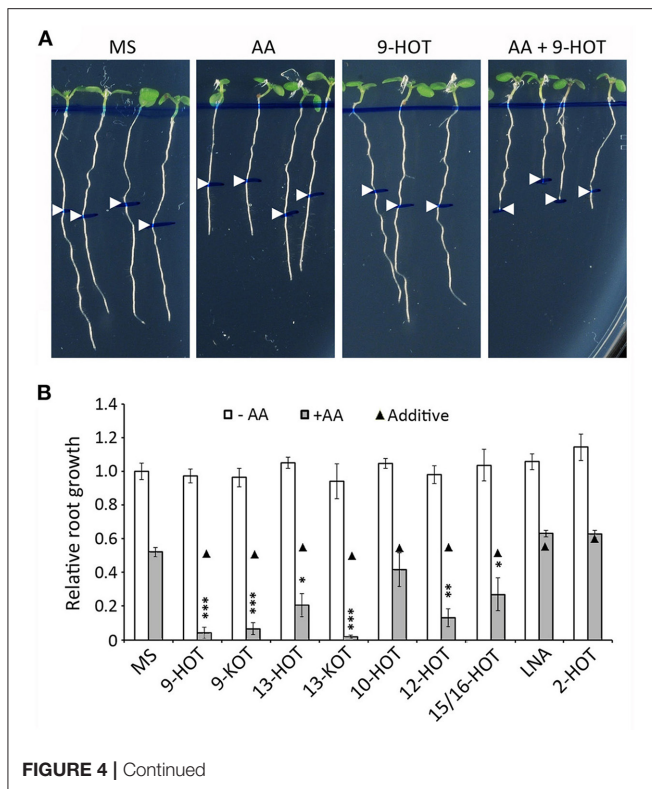 A
MS AA 9-HOT AA + 9-HOT
B
- AA +AA Additive
Relative root growth
1.4
1.2
1.0
0.8
0.6
0.4
0.2
0
***
***
*
***
**
*
MS 9-HOT 9-KOT 13-HOT 13-KOT 10-HOT 12-HOT 15/16-HOT LNA 2-HOT
FIGURE 4 | Continued